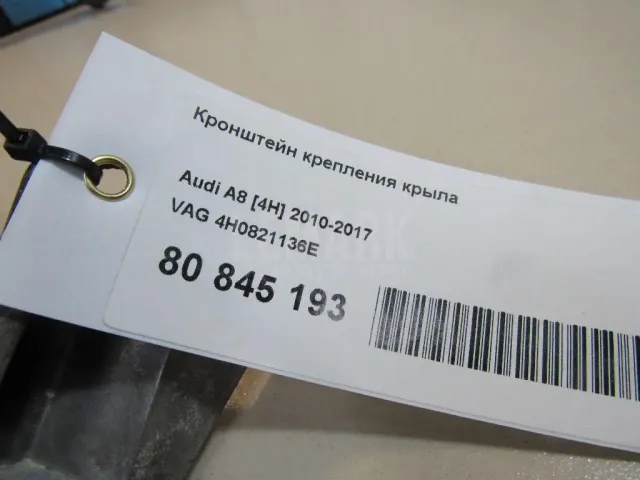 Кронштейн крепления крыла
Audi A8 [4H] 2010-2017
VAG 4H0821136E
80 845 193